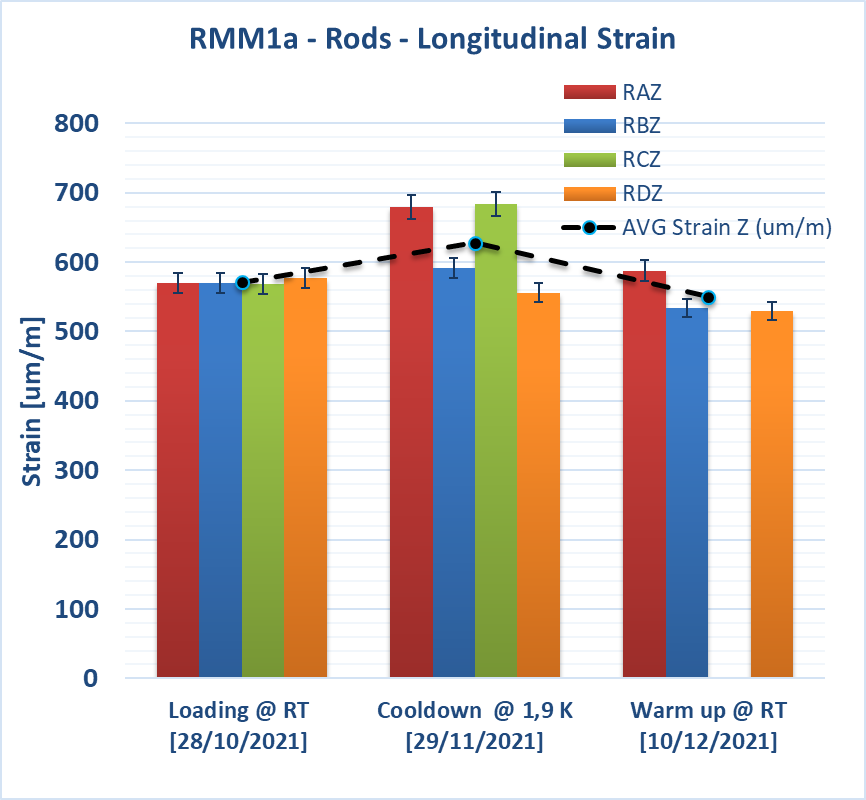 RMM1a - Rods - Longitudinal Strain
RAZ
RBZ
RCZ
RDZ
AVG Strain Z (um/m)
Strain [um/m]
800
700
600
500
400
300
200
100
0
Loading @ RT
[28/10/2021]
Cooldown  @ 1,9 K
[29/11/2021]
Warm up @ RT
[10/12/2021]